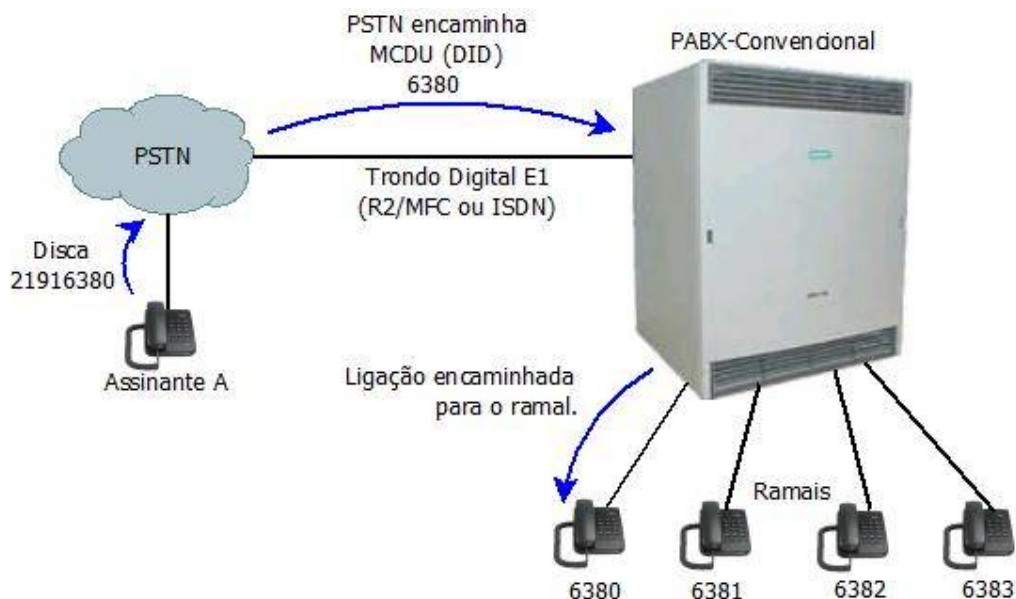 PSTN encaminha
MCDU (DID)
6380
PABX-Convencional
PSTN
Trondo Digital E1
(R2/MFC ou ISDN)
Disca
21916380
Assinante A
Ligação encaminhada
para o ramal.
Ramais
6380
6381
6382
6383